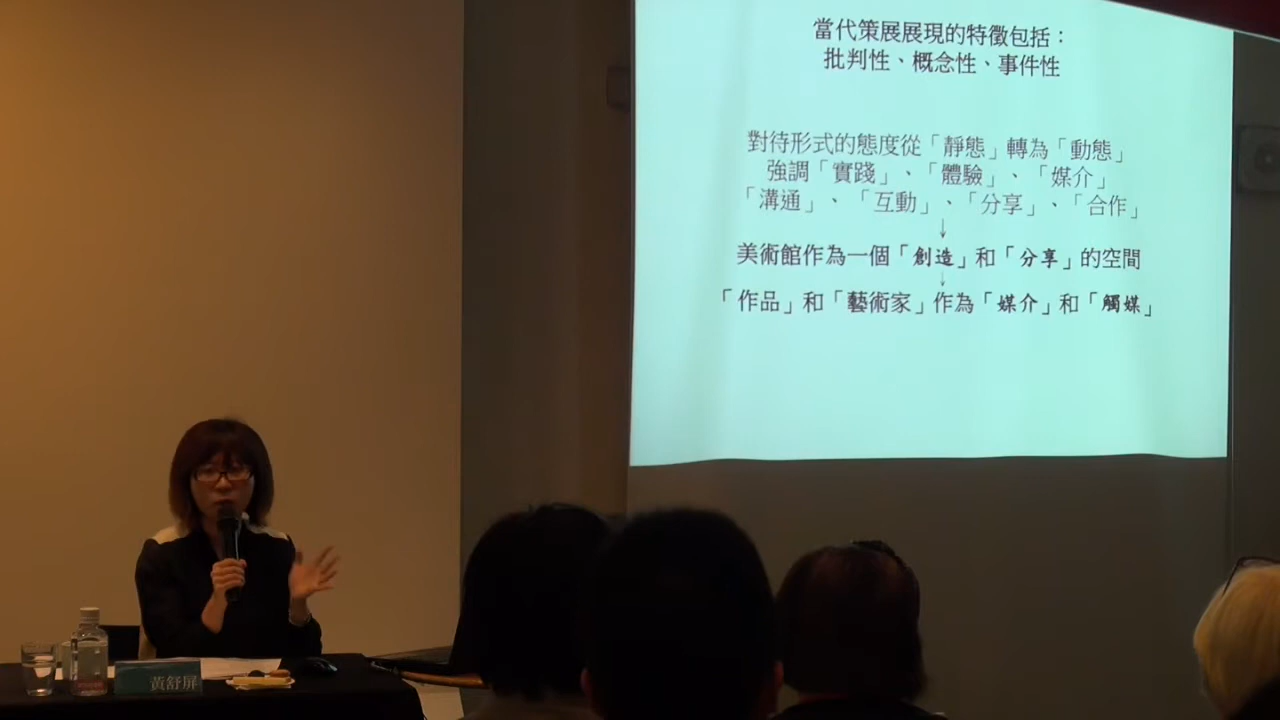 當代策展展現的特徵包括：
批判性、概念性、事件性
對待形式的態度從「靜態」轉為「動態」
強調「實踐」、「體驗」、「媒介」
「溝通」、「互動」、「分享」、「合作」
↓
美術館作為一個「創造」和「分享」的空間
↓
「作品」和「藝術家」作為「媒介」和「觸媒」
黃舒屏